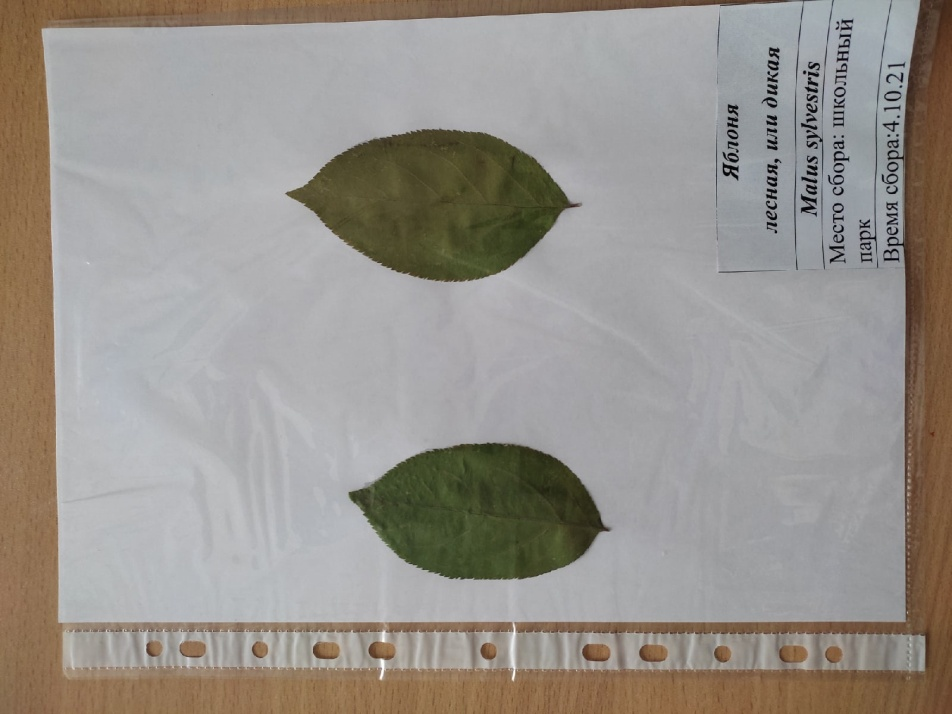 Яблоня
лесная, или дикая
Malus sylvestris
Место сбора: школьный
парк
Время сбора:4.10.21